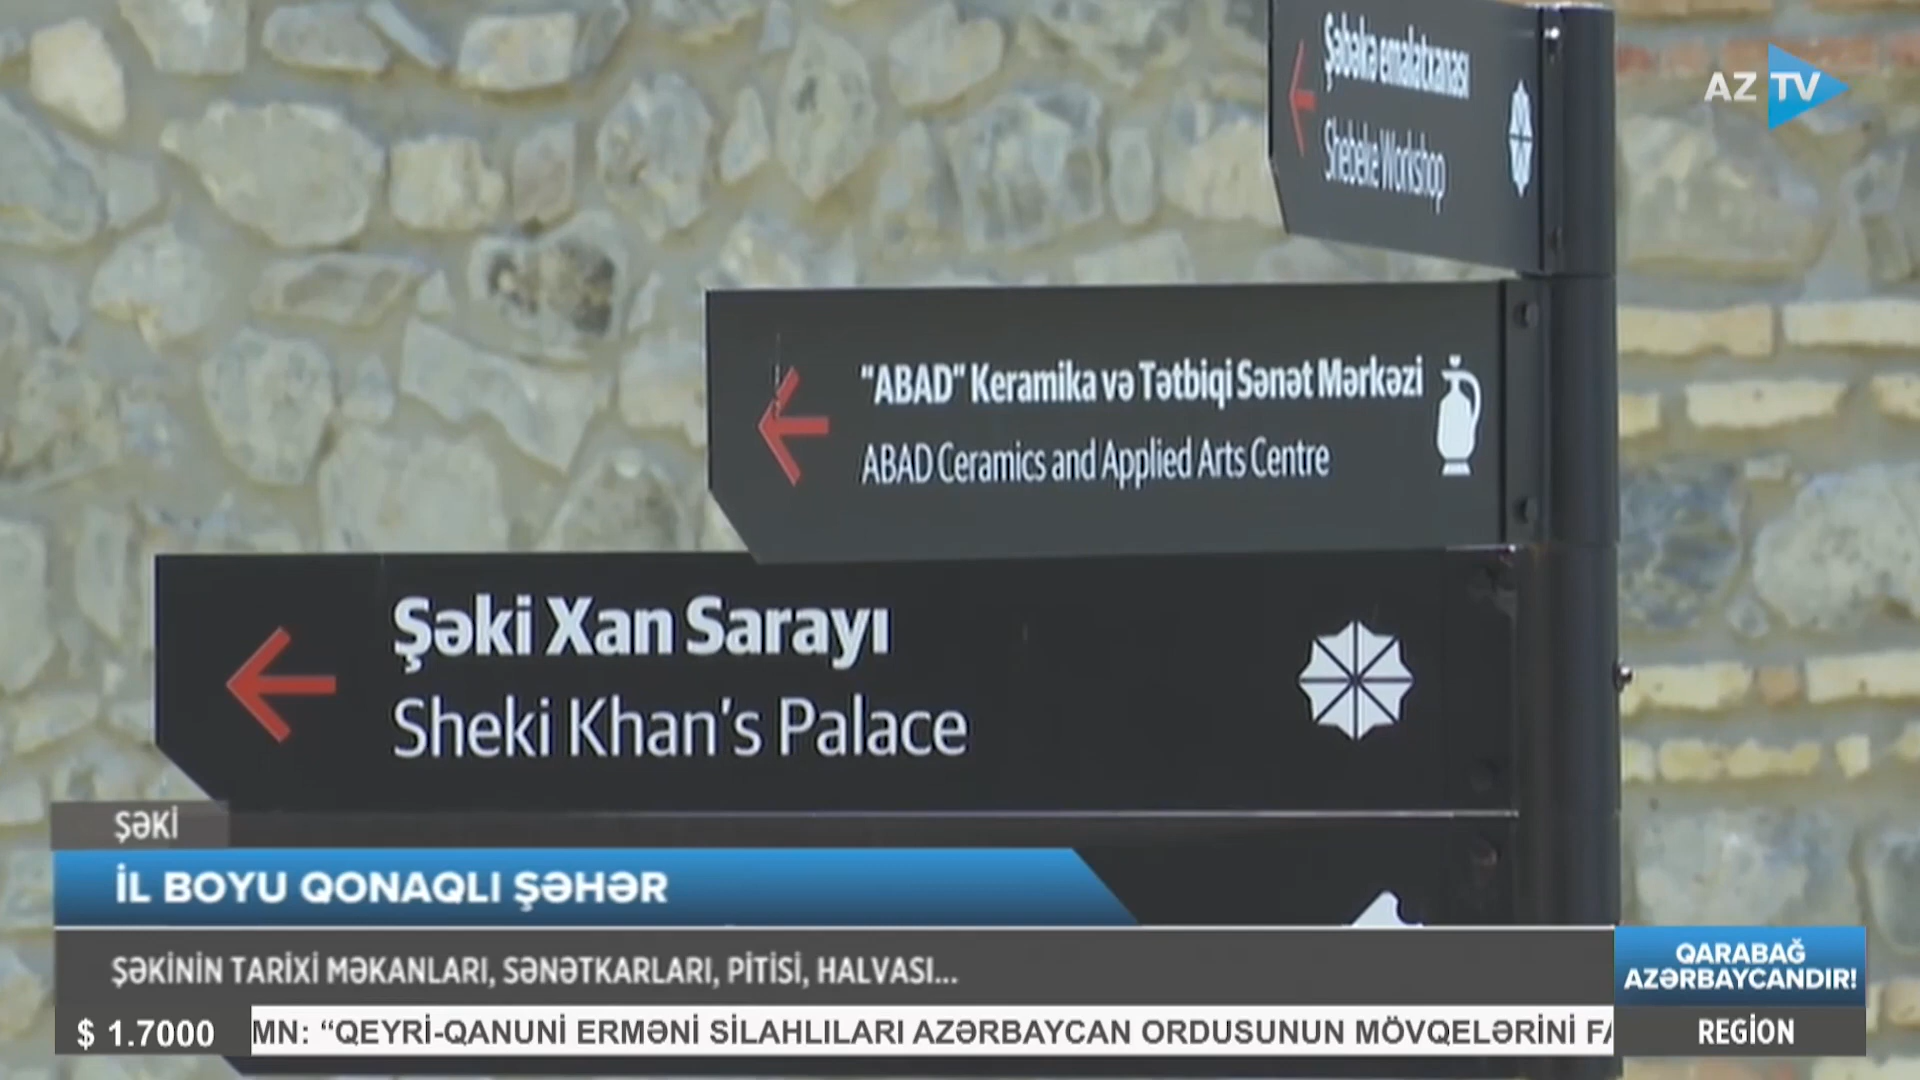 Şəbəkə emalatxanası
Shebeke Workshop
AZTV
"ABAD" Keramika və Tətbiqi Sənət Mərkəzi
ABAD Ceramics and Applied Arts Centre
Şəki Xan Sarayı
Sheki Khan's Palace
ŞƏKİ
İL BOYU QONAQLI ŞƏHƏR
ŞƏKİNİN TARİXİ MƏKANLARI, SƏNƏTKARLARI, PİTİSİ, HALVASI...
QARABAĞ
AZƏRBAYCANDIR!
$ 1.7000
MN: “QEYRİ-QANUNİ ERMƏNİ SİLAHLILARI AZƏRBAYCAN ORDUSUNUN MÖVQELƏRİNİ
REGİON